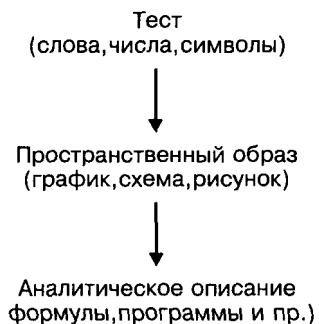 Тест
(слова,числа,символы)
Пространственный образ
(график,схема,рисунок)
Аналитическое описание
формулы,программы и пр.)